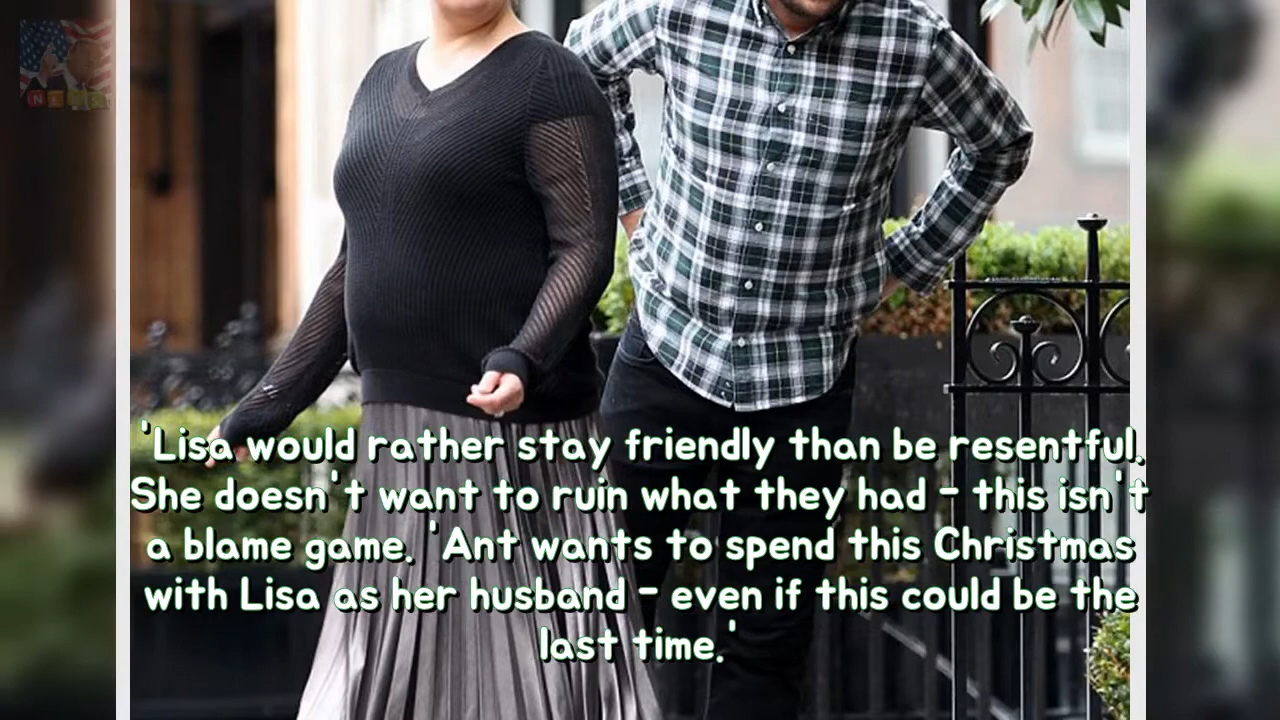 NEWS
'Lisa would rather stay friendly than be resentful.
She doesn't want to ruin what they had - this isn't
a blame game. 'Ant wants to spend this Christmas
with Lisa as her husband - even if this could be the
last time.'